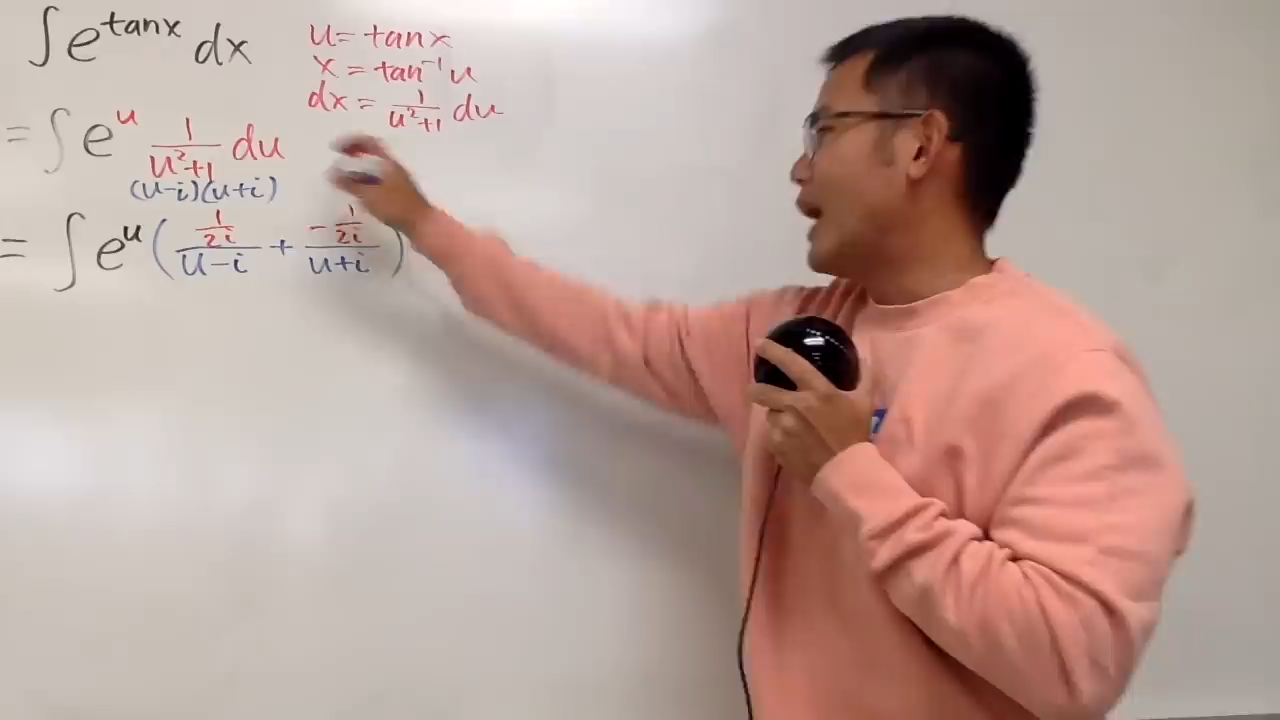 ∫e^tanx dx
u = tanx
x = tan⁻¹u
dx = 1/(u²+1) du
= ∫e^u 1/(u²+1) du
(u-i)(u+i)
= ∫e^u ( (1/2i)/(u-i) + (-1/2i)/(u+i) )